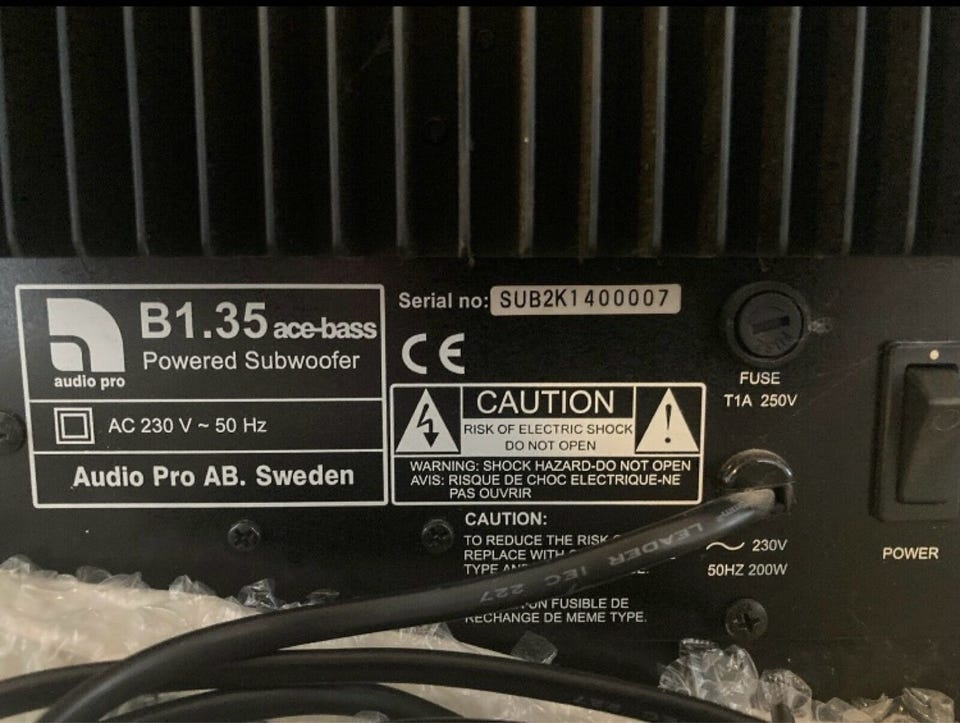 audio pro
B1.35 ace-bass
Powered Subwoofer
AC 230 V ~ 50 Hz
Audio Pro AB. Sweden
Serial no: SUB2K1400007
CE
CAUTION
RISK OF ELECTRIC SHOCK
DO NOT OPEN
WARNING: SHOCK HAZARD-DO NOT OPEN
AVIS: RISQUE DE CHOC ELECTRIQUE-NE
PAS OUVRIR
CAUTION:
TO REDUCE THE RISK
REPLACE WITH
TYPE
UN FUSIBLE DE
RECHANGE DE MEME TYPE.
LEADER IEC 227
FUSE
T1A 250V
~ 230V
50HZ 200W
POWER